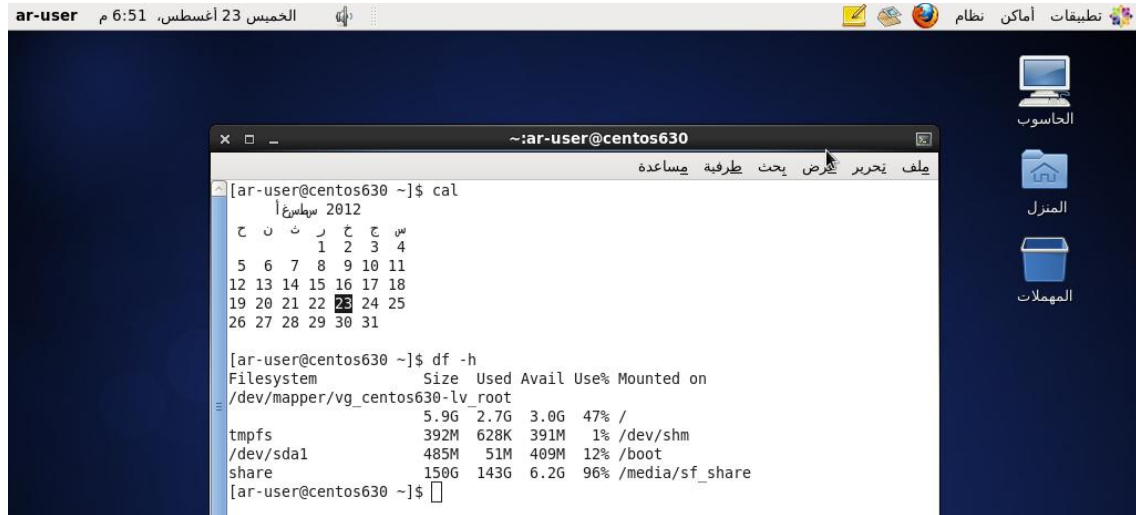 تطبيقات أماكن نظام الخميس 23 أغسطس، 6:51 م ar-user
الحاسوب
المنزل
المهملات
~:ar-user@centos630
ملف تحرير عرض بحث طرفية مساعدة
[ar-user@centos630 ~]$ cal
أغسطس 2012
ح ن ث ر خ ج س
1 2 3 4
5 6 7 8 9 10 11
12 13 14 15 16 17 18
19 20 21 22 23 24 25
26 27 28 29 30 31
[ar-user@centos630 ~]$ df -h
Filesystem Size Used Avail Use% Mounted on
/dev/mapper/vg_centos630-lv_root
5.9G 2.7G 3.0G 47% /
tmpfs 392M 628K 391M 1% /dev/shm
/dev/sda1 485M 51M 409M 12% /boot
share 150G 143G 6.2G 96% /media/sf_share
[ar-user@centos630 ~]$